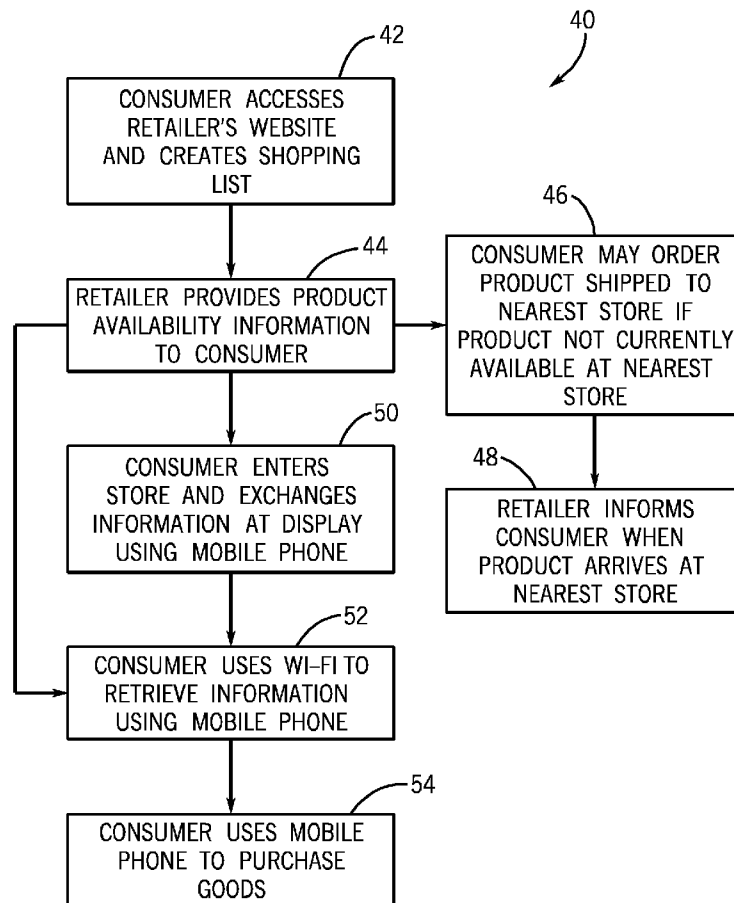 40
42
CONSUMER ACCESSES
RETAILER'S WEBSITE
AND CREATES SHOPPING
LIST
44
RETAILER PROVIDES PRODUCT
AVAILABILITY INFORMATION
TO CONSUMER
46
CONSUMER MAY ORDER
PRODUCT SHIPPED TO
NEAREST STORE IF
PRODUCT NOT CURRENTLY
AVAILABLE AT NEAREST
STORE
48
RETAILER INFORMS
CONSUMER WHEN
PRODUCT ARRIVES AT
NEAREST STORE
50
CONSUMER ENTERS
STORE AND EXCHANGES
INFORMATION AT DISPLAY
USING MOBILE PHONE
52
CONSUMER USES WI-FI TO
RETRIEVE INFORMATION
USING MOBILE PHONE
54
CONSUMER USES MOBILE
PHONE TO PURCHASE
GOODS